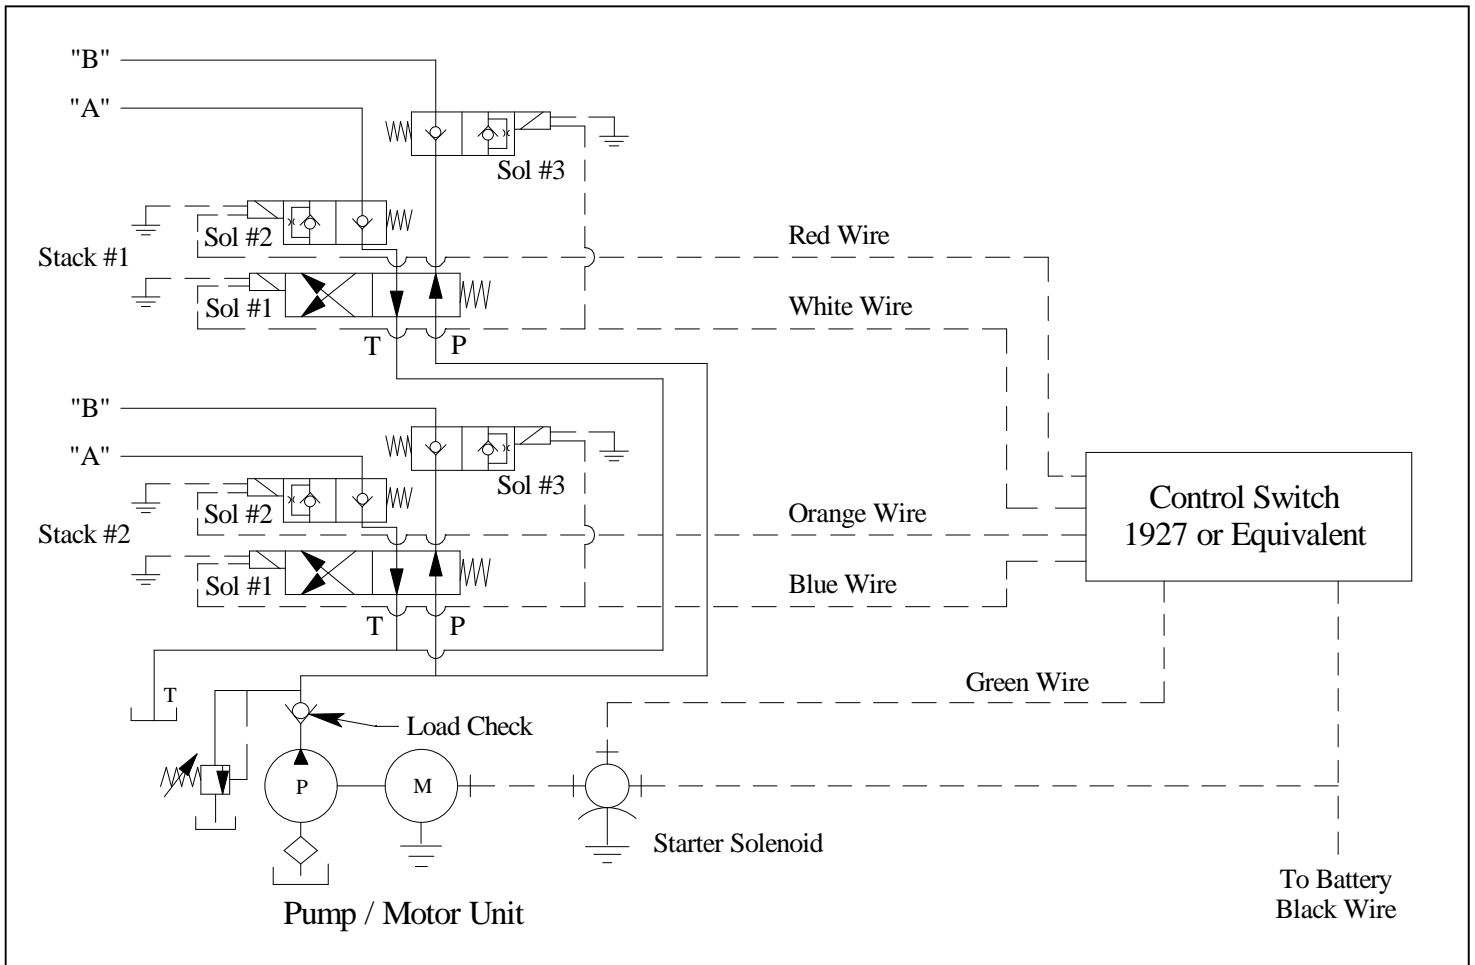 "B"
"A"
Sol #3
Sol #2
Stack #1
Sol #1
T
P
Red Wire
White Wire
"B"
"A"
Sol #3
Sol #2
Stack #2
Sol #1
T
P
Orange Wire
Blue Wire
Control Switch
1927 or Equivalent
Green Wire
T
Load Check
P
M
Starter Solenoid
To Battery
Black Wire
Pump / Motor Unit